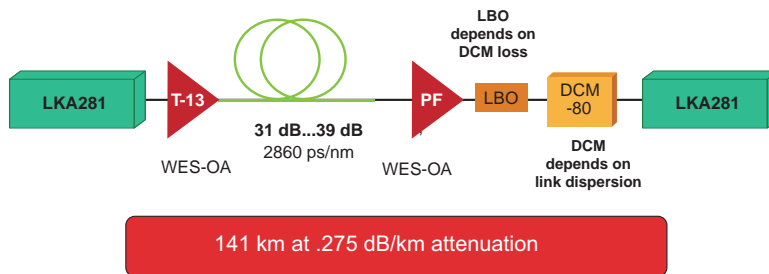 LBO
depends on
DCM loss
LKA281
T-13
PF
LBO
DCM
-80
LKA281
31 dB...39 dB
2860 ps/nm
WES-OA
WES-OA
DCM
depends on
link dispersion
141 km at .275 dB/km attenuation